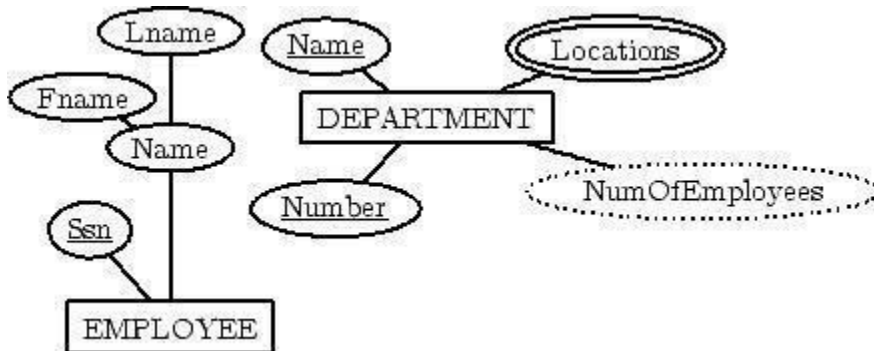 Lname
Name
Locations
Fname
DEPARTMENT
Name
NumOfEmployees
Number
Ssn
EMPLOYEE